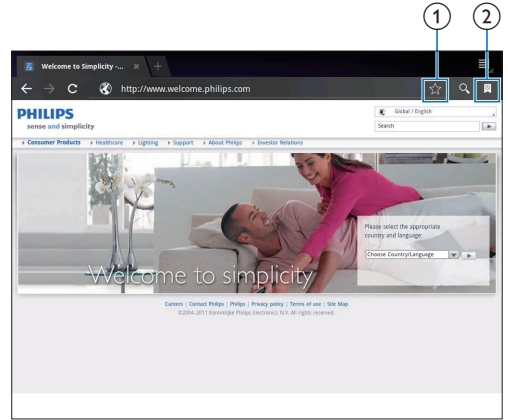 1 2
Welcome to Simplicity -... × +
http://www.welcome.philips.com
PHILIPS
sense and simplicity
Global / English
Search
Consumer Products Healthcare Lighting Support About Philips Investor Relations
Please select the appropriate
country and language:
Choose Country/Language
Welcome to simplicity
Careers | Contact Philips | Philips | Privacy policy | Terms of use | Site Map
©2004-2011 Koninklijke Philips Electronics N.V. All rights reserved.